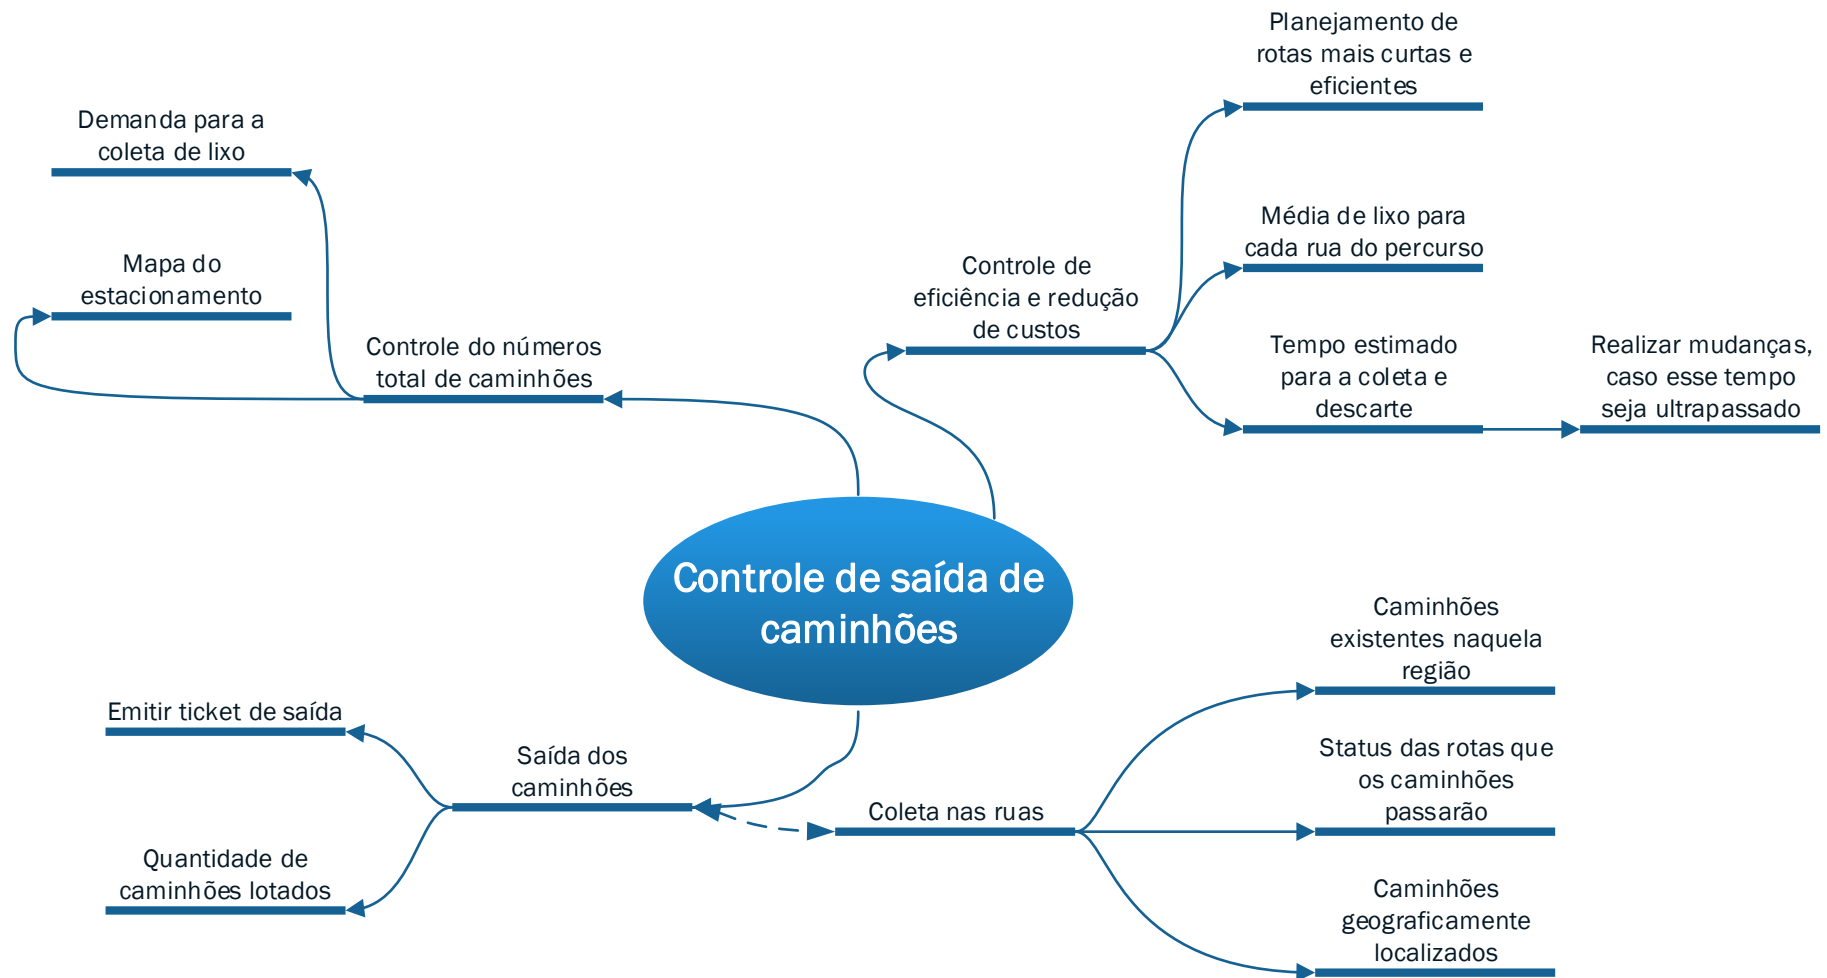 Planejamento de
rotas mais curtas e
eficientes
Demanda para a
coleta de lixo
Média de lixo para
cada rua do percurso
Mapa do
estacionamento
Controle de
eficiência e redução
de custos
Controle do números
total de caminhões
Tempo estimado
para a coleta e
descarte
Realizar mudanças,
caso esse tempo
seja ultrapassado
Controle de saída de
caminhões
Caminhões
existentes naquela
região
Emitir ticket de saída
Saída dos
caminhões
Status das rotas que
os caminhões
passarão
Coleta nas ruas
Quantidade de
caminhões lotados
Caminhões
geograficamente
localizados